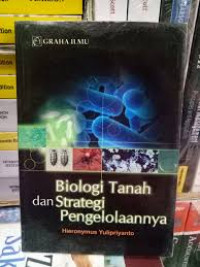 GRAHA ILMU
Biologi Tanah
dan Strategi
Pengelolaannya
Hieronymus Yulipriyanto